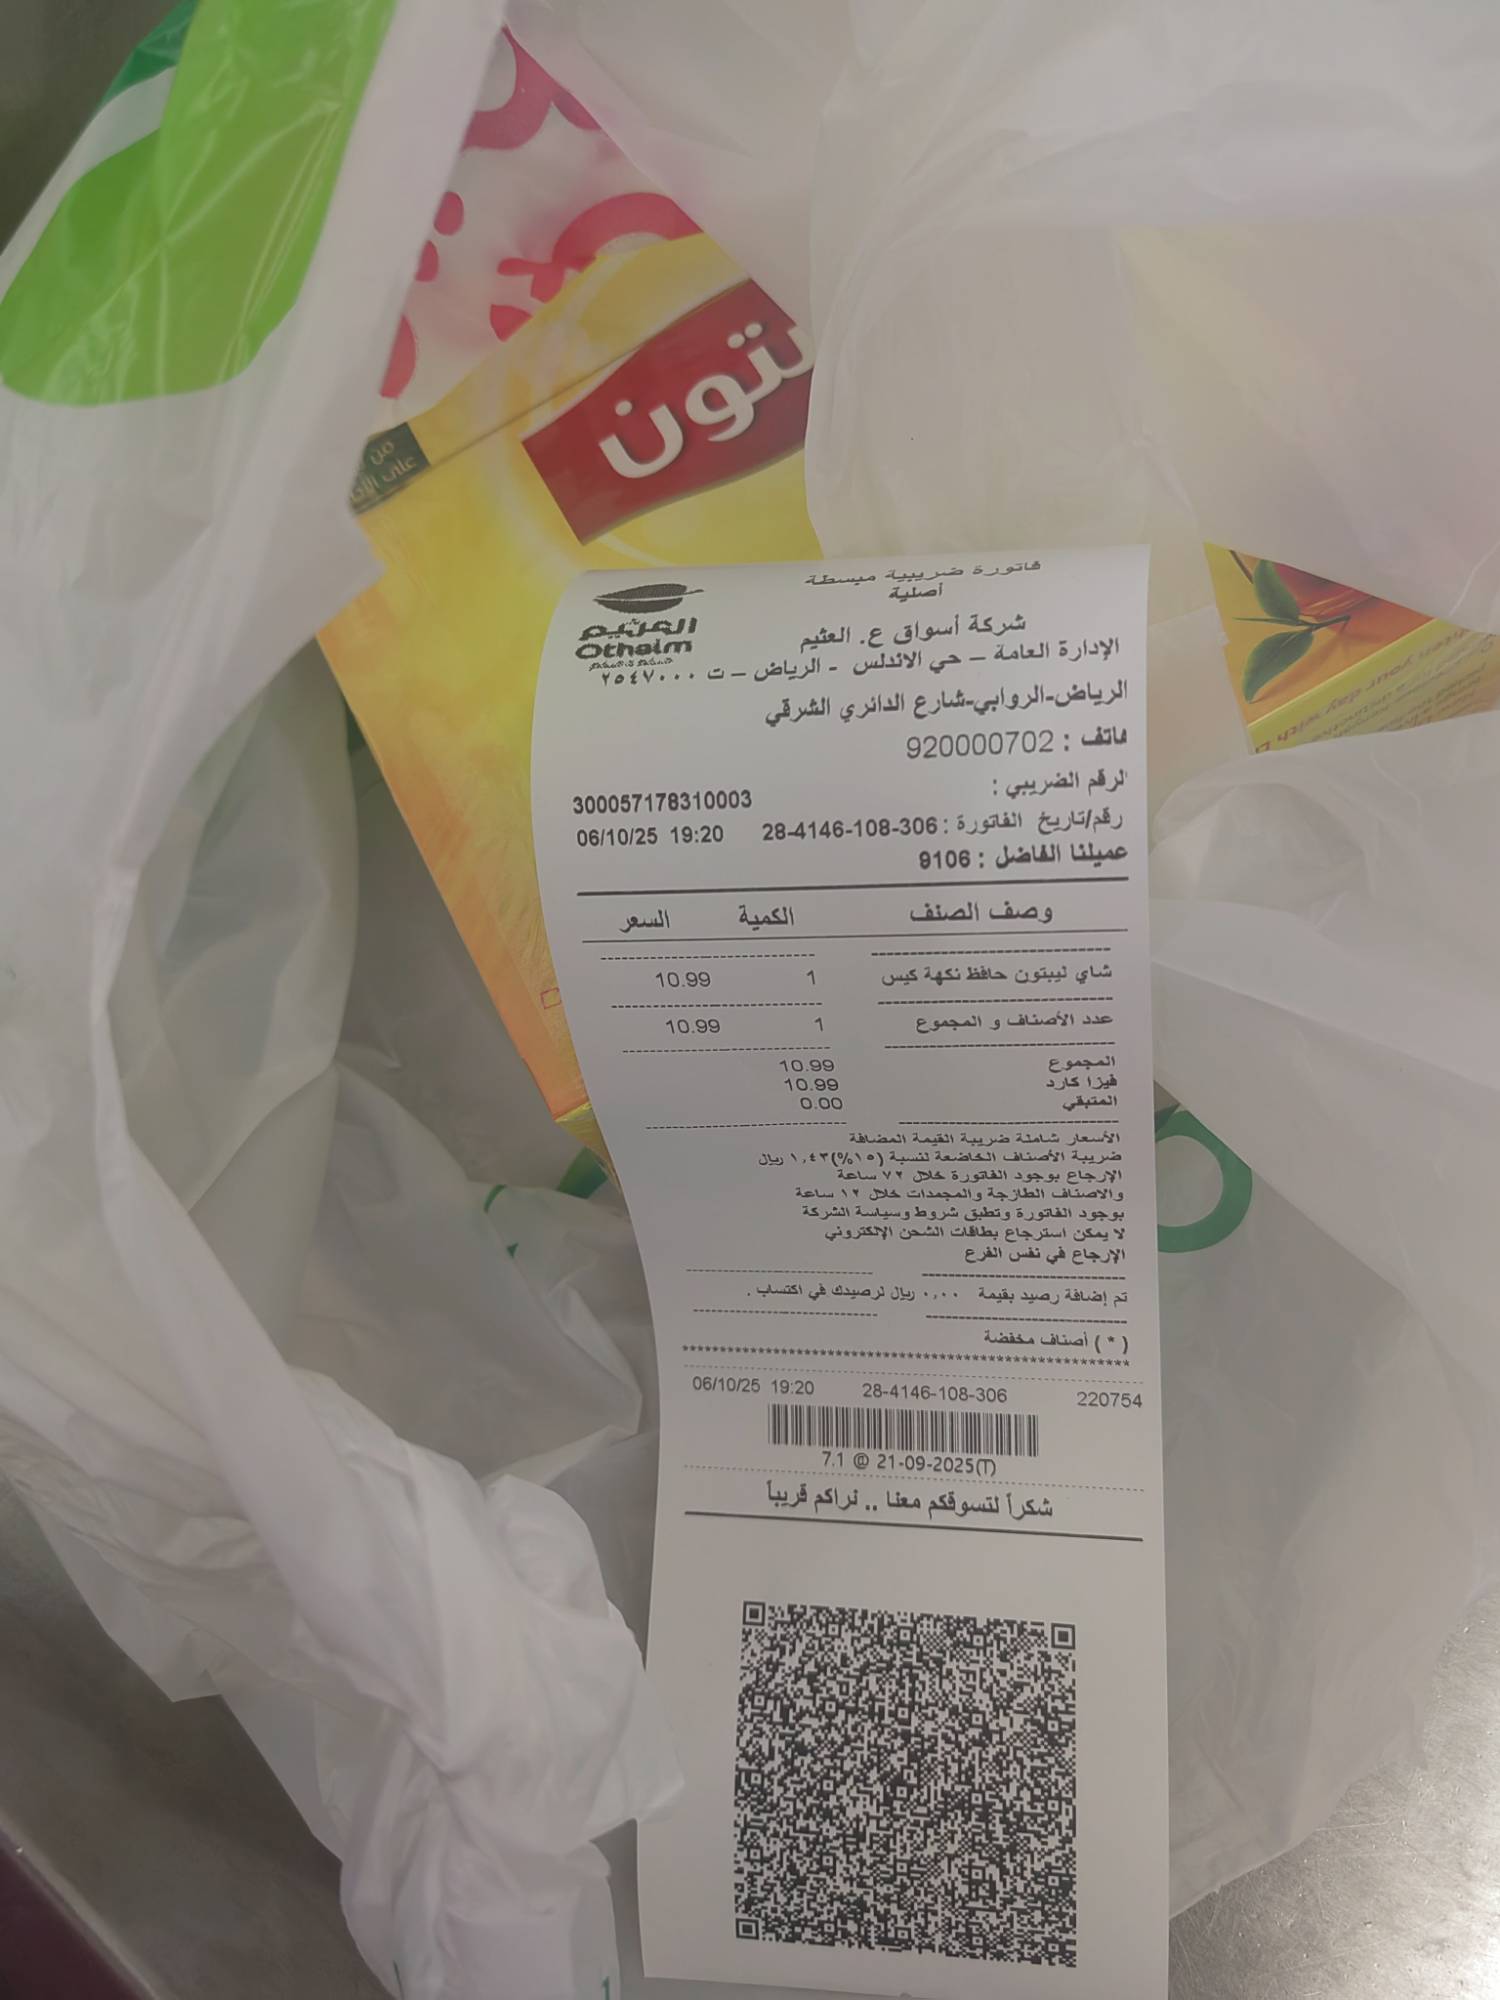 من
على الأ
يتون
فاتورة ضريبية مبسطة
أصلية
العثيم
Othaim
شركة أسواق ع. العثيم
الإدارة العامة – حي الاندلس - الرياض – ت ٢٥٤٧٠٠٠
الرياض-الروابي-شارع الدائري الشرقي
هاتف : 920000702
الرقم الضريبي :
300057178310003
رقم/تاريخ الفاتورة : 28-4146-108-306 06/10/25 19:20
عميلنا الفاضل : 9106
وصف الصنف الكمية السعر
شاي ليبتون حافظ نكهة كيس 1 10.99
عدد الأصناف و المجموع 1 10.99
المجموع 10.99
فيزا كارد 10.99
المتبقي 0.00
الأسعار شاملة ضريبة القيمة المضافة
ضريبة الأصناف الخاضعة لنسبة (١٥%) ١,٤٣ ريال
الإرجاع بوجود الفاتورة خلال ٧٢ ساعة
والاصناف الطازجة والمجمدات خلال ١٢ ساعة
بوجود الفاتورة وتطبق شروط وسياسة الشركة
لا يمكن استرجاع بطاقات الشحن الإلكتروني
الإرجاع في نفس الفرع
تم إضافة رصيد بقيمة ٠,٠٠ ريال لرصيدك في اكتساب .
( * ) أصناف مخفضة
******************************************************
06/10/25 19:20 28-4146-108-306 220754
7.1 @ 21-09-2025(T)
شكراً لتسوقكم معنا .. نراكم قريباً